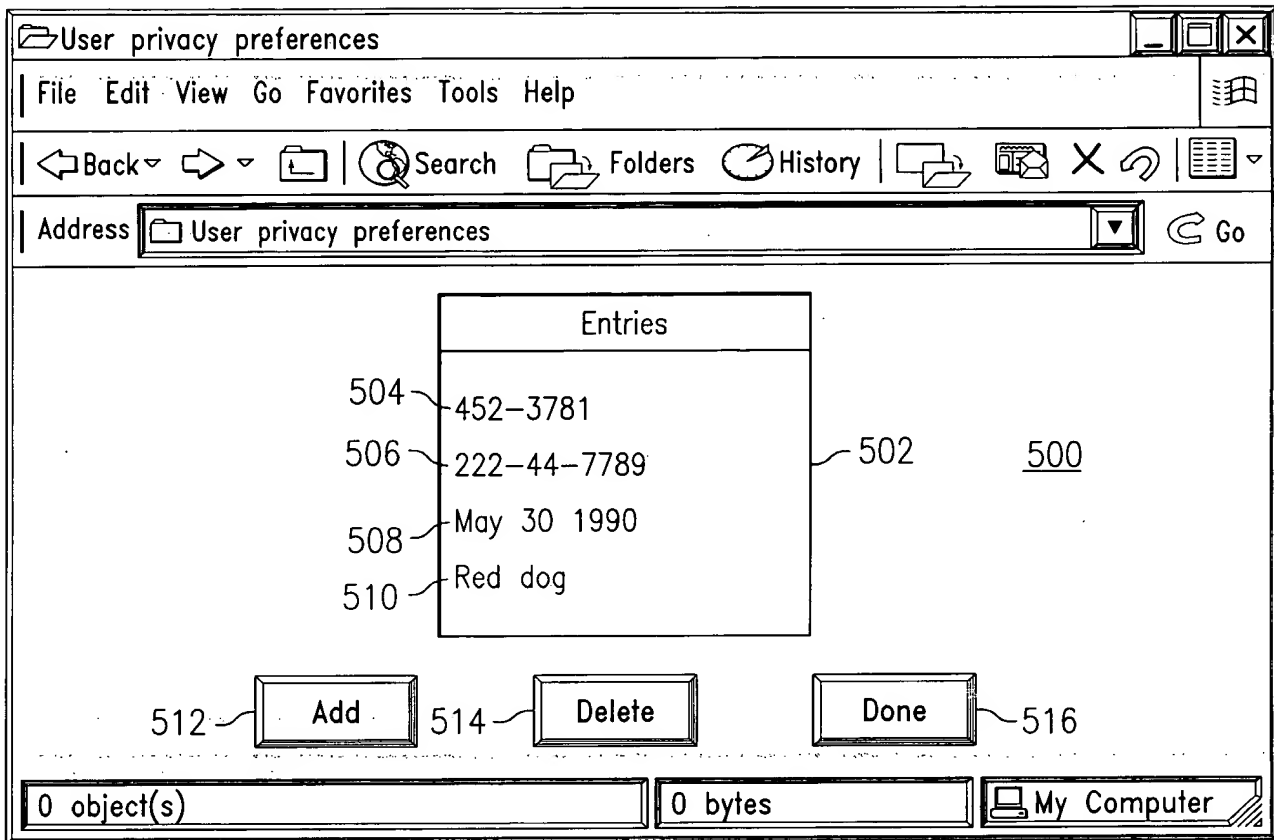 User privacy preferences
File Edit View Go Favorites Tools Help
Back Search Folders History
Address User privacy preferences Go
Entries
504 452-3781
506 222-44-7789 502 500
508 May 30 1990
510 Red dog
512 Add 514 Delete Done 516
0 object(s) 0 bytes My Computer